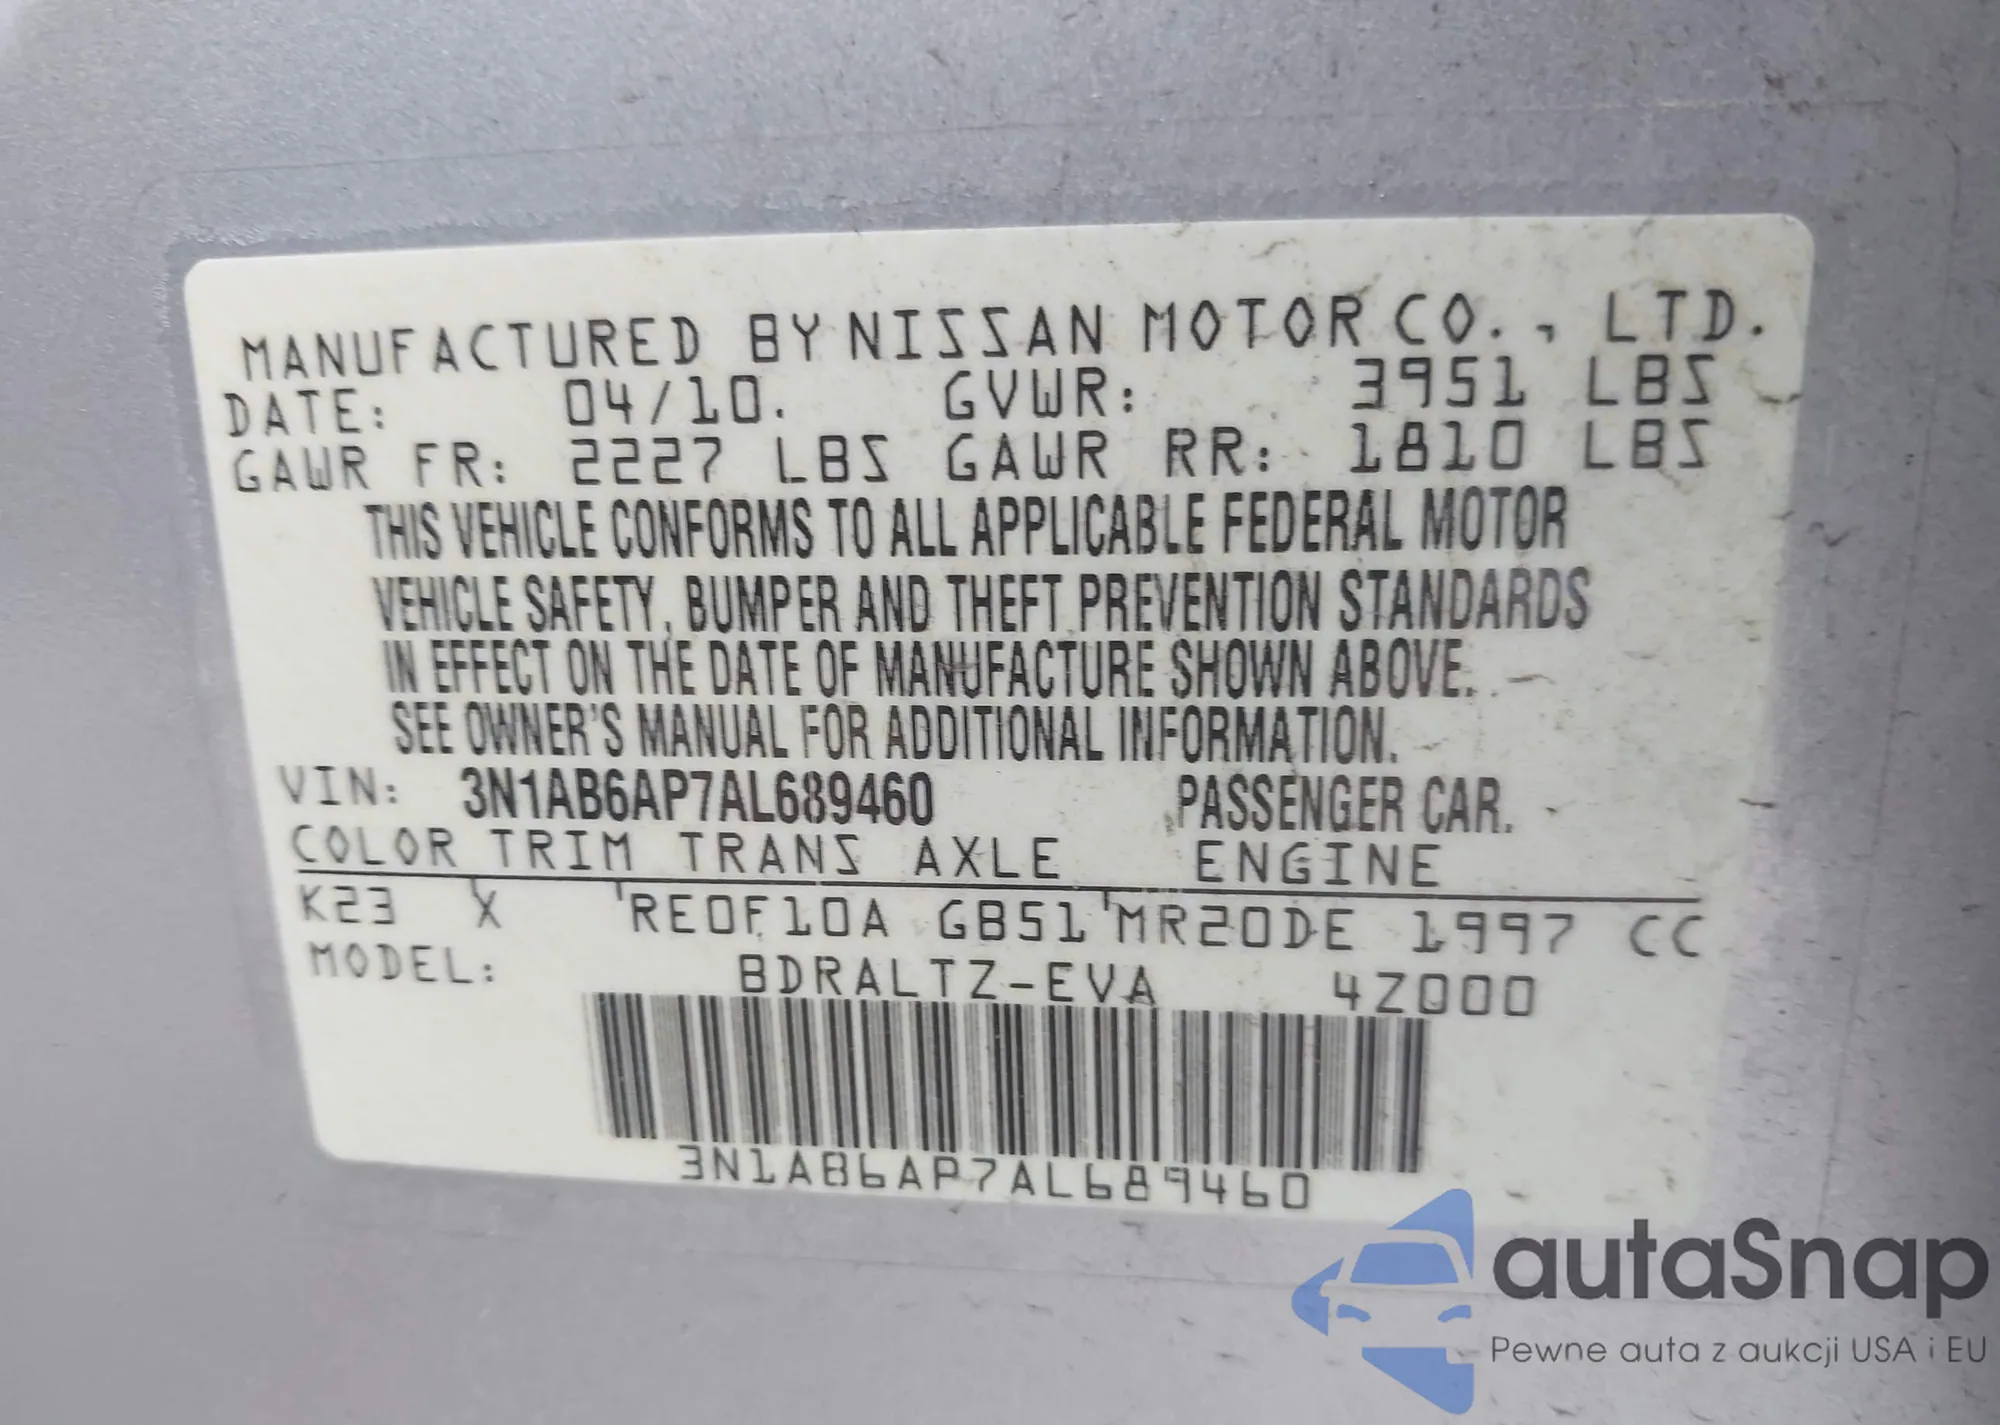 MANUFACTURED BY NISSAN MOTOR CO., LTD.
DATE: 04/10. GVWR: 3951 LBS
GAWR FR: 2227 LBS GAWR RR: 1810 LBS
THIS VEHICLE CONFORMS TO ALL APPLICABLE FEDERAL MOTOR
VEHICLE SAFETY, BUMPER AND THEFT PREVENTION STANDARDS
IN EFFECT ON THE DATE OF MANUFACTURE SHOWN ABOVE.
SEE OWNER'S MANUAL FOR ADDITIONAL INFORMATION.
VIN: 3N1AB6AP7AL689460 PASSENGER CAR.
COLOR TRIM TRANS AXLE ENGINE
K23 X RE0F10A GB51 MR20DE 1997 CC
MODEL: BDRALTZ-EVA 4Z000
3N1AB6AP7AL689460
autaSnap
Pewne auta z aukcji USA i EU